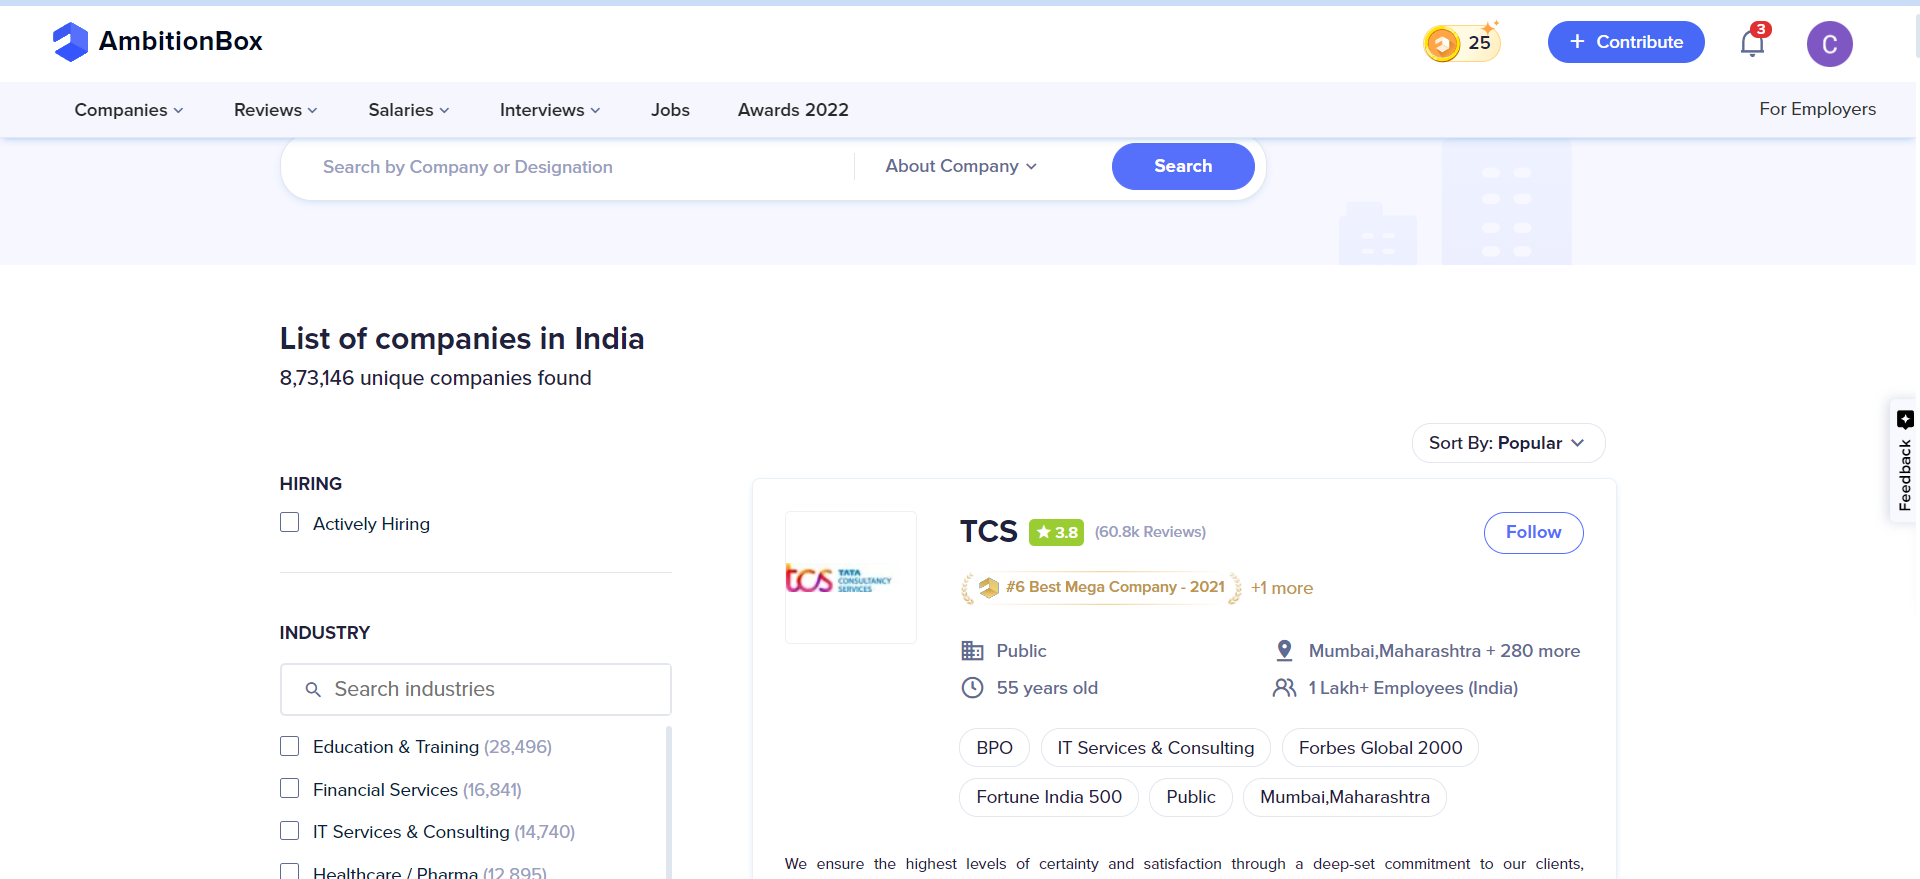 AmbitionBox
25
+ Contribute
3
C
Companies
Reviews
Salaries
Interviews
Jobs
Awards 2022
For Employers
Search by Company or Designation
About Company
Search
List of companies in India
8,73,146 unique companies found
Sort By: Popular
Feedback
HIRING
Actively Hiring
INDUSTRY
Search industries
Education & Training (28,496)
Financial Services (16,841)
IT Services & Consulting (14,740)
Healthcare / Pharma (12,895)
tcs TATA
CONSULTANCY
SERVICES
TCS ★ 3.8 (60.8k Reviews)
Follow
#6 Best Mega Company - 2021 +1 more
Public
Mumbai,Maharashtra + 280 more
55 years old
1 Lakh+ Employees (India)
BPO
IT Services & Consulting
Forbes Global 2000
Fortune India 500
Public
Mumbai,Maharashtra
We ensure the highest levels of certainty and satisfaction through a deep-set commitment to our clients,